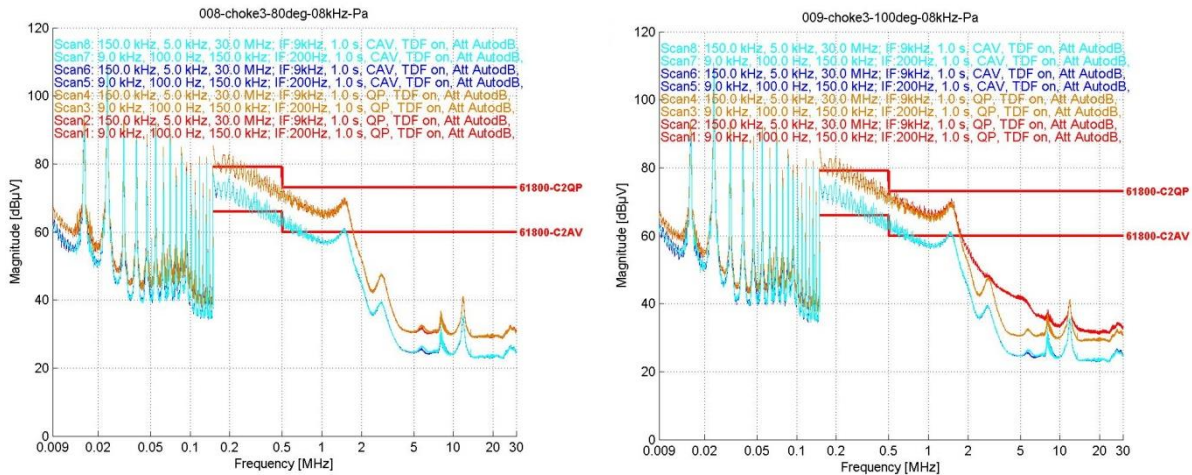 008-choke3-80deg-08kHz-Pa
120
100
80
60
40
20
0
Magnitude [dBµV]
Scan8: 150.0 kHz, 5.0 kHz, 30.0 MHz; IF:9kHz, 1.0 s, CAV, TDF on, Att AutodB,
Scan7: 9.0 kHz, 100.0 Hz, 150.0 kHz; IF:200Hz, 1.0 s, CAV, TDF on, Att AutodB,
Scan6: 150.0 kHz, 5.0 kHz, 30.0 MHz; IF:9kHz, 1.0 s, CAV, TDF on, Att AutodB,
Scan5: 9.0 kHz, 100.0 Hz, 150.0 kHz; IF:200Hz, 1.0 s, CAV, TDF on, Att AutodB,
Scan4: 150.0 kHz, 5.0 kHz, 30.0 MHz; IF:9kHz, 1.0 s, QP, TDF on, Att AutodB,
Scan3: 9.0 kHz, 100.0 Hz, 150.0 kHz; IF:200Hz, 1.0 s, QP, TDF on, Att AutodB,
Scan2: 150.0 kHz, 5.0 kHz, 30.0 MHz; IF:9kHz, 1.0 s, QP, TDF on, Att AutodB,
Scan1: 9.0 kHz, 100.0 Hz, 150.0 kHz; IF:200Hz, 1.0 s, QP, TDF on, Att AutodB,
61800-C2QP
61800-C2AV
0.009 0.02 0.05 0.1 0.2 0.5 1 2 5 10 20 30
Frequency [MHz]
009-choke3-100deg-08kHz-Pa
120
100
80
60
40
20
0
Magnitude [dBµV]
Scan8: 150.0 kHz, 5.0 kHz, 30.0 MHz; IF:9kHz, 1.0 s, CAV, TDF on, Att AutodB,
Scan7: 9.0 kHz, 100.0 Hz, 150.0 kHz; IF:200Hz, 1.0 s, CAV, TDF on, Att AutodB,
Scan6: 150.0 kHz, 5.0 kHz, 30.0 MHz; IF:9kHz, 1.0 s, CAV, TDF on, Att AutodB,
Scan5: 9.0 kHz, 100.0 Hz, 150.0 kHz; IF:200Hz, 1.0 s, CAV, TDF on, Att AutodB,
Scan4: 150.0 kHz, 5.0 kHz, 30.0 MHz; IF:9kHz, 1.0 s, QP, TDF on, Att AutodB,
Scan3: 9.0 kHz, 100.0 Hz, 150.0 kHz; IF:200Hz, 1.0 s, QP, TDF on, Att AutodB,
Scan2: 150.0 kHz, 5.0 kHz, 30.0 MHz; IF:9kHz, 1.0 s, QP, TDF on, Att AutodB,
Scan1: 9.0 kHz, 100.0 Hz, 150.0 kHz; IF:200Hz, 1.0 s, QP, TDF on, Att AutodB,
61800-C2QP
61800-C2AV
0.009 0.02 0.05 0.1 0.2 0.5 1 2 5 10 20 30
Frequency [MHz]